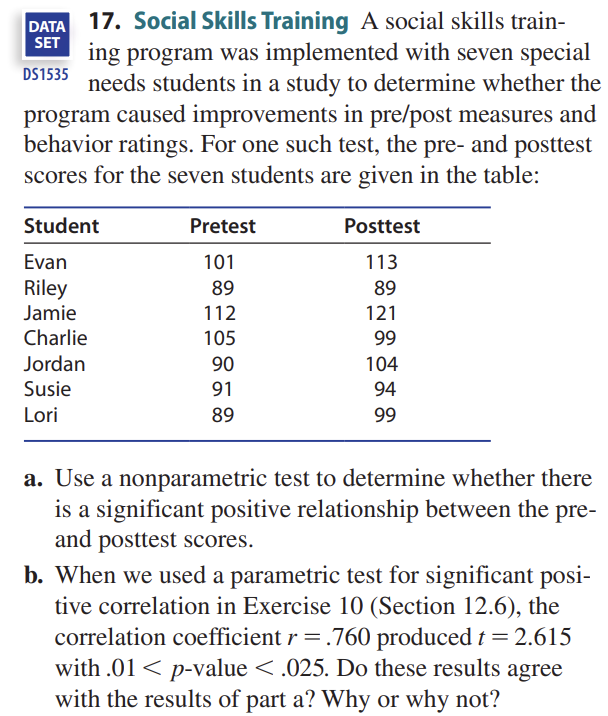 DATA
SET
DS1535
17. Social Skills Training A social skills train-
ing program was implemented with seven special
needs students in a study to determine whether the
program caused improvements in pre/post measures and
behavior ratings. For one such test, the pre- and posttest
scores for the seven students are given in the table:
Student Pretest Posttest
Evan 101 113
Riley 89 89
Jamie 112 121
Charlie 105 99
Jordan 90 104
Susie 91 94
Lori 89 99
a. Use a nonparametric test to determine whether there
is a significant positive relationship between the pre-
and posttest scores.
b. When we used a parametric test for significant posi-
tive correlation in Exercise 10 (Section 12.6), the
correlation coefficient r = .760 produced t = 2.615
with .01 < p-value < .025. Do these results agree
with the results of part a? Why or why not?